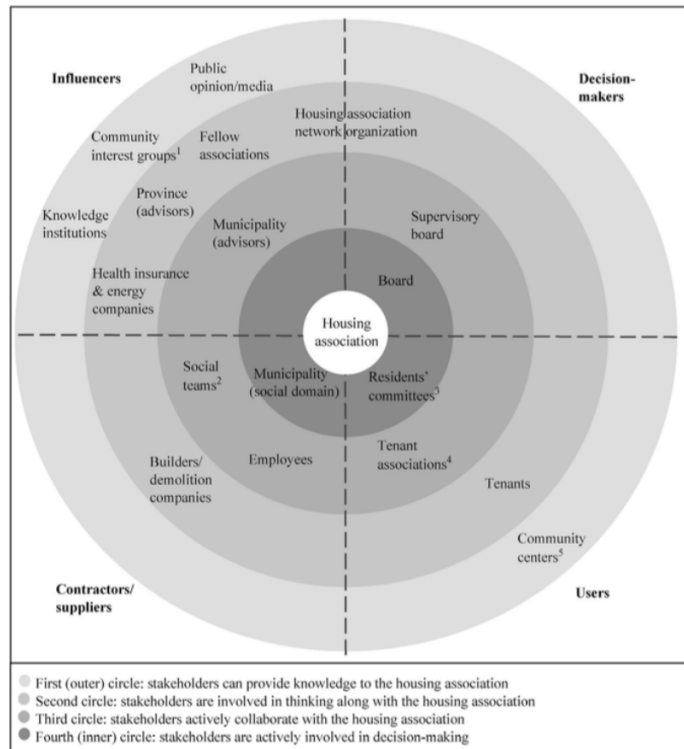 Influencers
Public
opinion/media
Decision-
makers
Housing association
network organization
Community
interest groups¹
Fellow
associations
Province
(advisors)
Knowledge
institutions
Municipality
(advisors)
Supervisory
board
Health insurance
& energy
companies
Board
Housing
association
Social
teams²
Municipality
(social domain)
Residents'
committees³
Employees
Tenant
associations⁴
Builders/
demolition
companies
Tenants
Community
centers⁵
Contractors/
suppliers
Users
First (outer) circle: stakeholders can provide knowledge to the housing association
Second circle: stakeholders are involved in thinking along with the housing association
Third circle: stakeholders actively collaborate with the housing association
Fourth (inner) circle: stakeholders are actively involved in decision-making